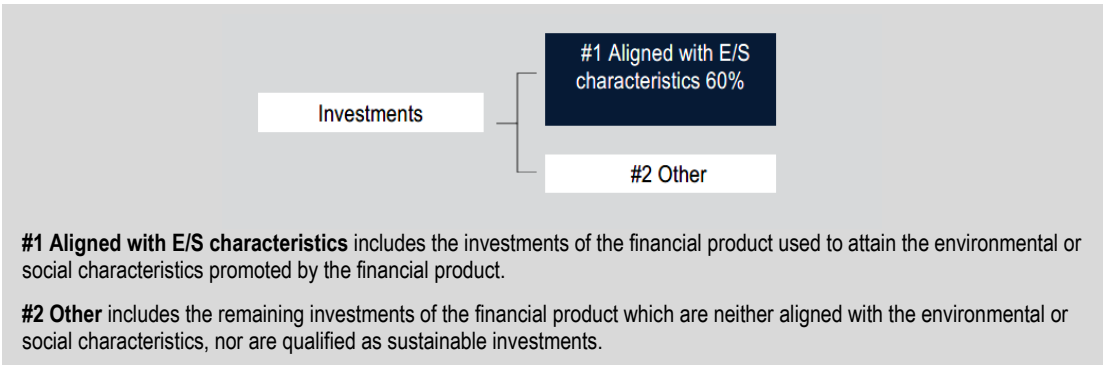 #1 Aligned with E/S
characteristics 60%
Investments
#2 Other
#1 Aligned with E/S characteristics includes the investments of the financial product used to attain the environmental or
social characteristics promoted by the financial product.
#2 Other includes the remaining investments of the financial product which are neither aligned with the environmental or
social characteristics, nor are qualified as sustainable investments.